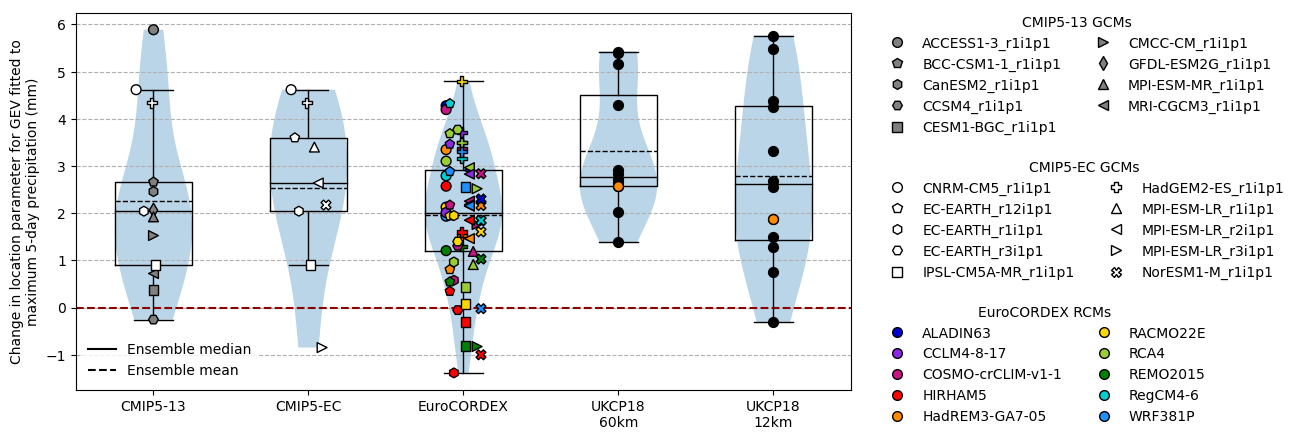 Change in location parameter for GEV fitted to
maximum 5-day precipitation (mm)
6
5
4
3
2
1
0
−1
Ensemble median
Ensemble mean
CMIP5-13
CMIP5-EC
EuroCORDEX
UKCP18
60km
UKCP18
12km
CMIP5-13 GCMs
ACCESS1-3_r1i1p1
BCC-CSM1-1_r1i1p1
CanESM2_r1i1p1
CCSM4_r1i1p1
CESM1-BGC_r1i1p1
CMCC-CM_r1i1p1
GFDL-ESM2G_r1i1p1
MPI-ESM-MR_r1i1p1
MRI-CGCM3_r1i1p1
CMIP5-EC GCMs
CNRM-CM5_r1i1p1
EC-EARTH_r12i1p1
EC-EARTH_r1i1p1
EC-EARTH_r3i1p1
IPSL-CM5A-MR_r1i1p1
HadGEM2-ES_r1i1p1
MPI-ESM-LR_r1i1p1
MPI-ESM-LR_r2i1p1
MPI-ESM-LR_r3i1p1
NorESM1-M_r1i1p1
EuroCORDEX RCMs
ALADIN63
CCLM4-8-17
COSMO-crCLIM-v1-1
HIRHAM5
HadREM3-GA7-05
RACMO22E
RCA4
REMO2015
RegCM4-6
WRF381P